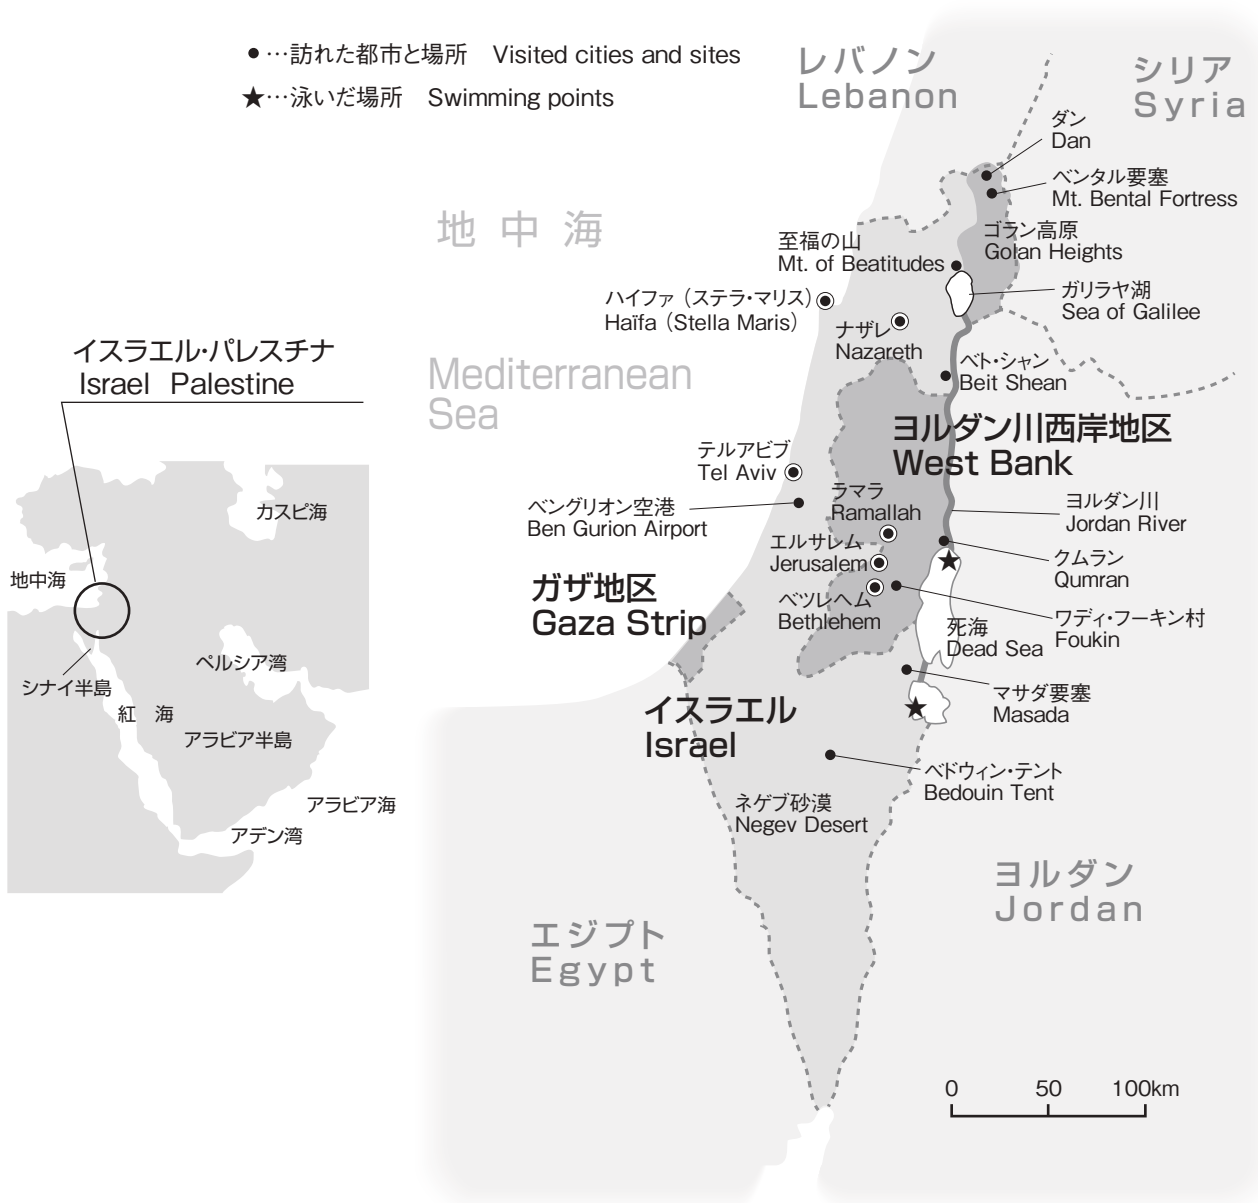 ●…訪れた都市と場所 Visited cities and sites
★…泳いだ場所 Swimming points
レバノン
Lebanon
シリア
Syria
ダン
Dan
ベンタル要塞
Mt. Bental Fortress
地中海
ゴラン高原
Golan Heights
至福の山
Mt. of Beatitudes
ガリラヤ湖
Sea of Galilee
ハイファ（ステラ・マリス）
Haïfa（Stella Maris）
ナザレ
Nazareth
イスラエル・パレスチナ
Israel Palestine
Mediterranean
Sea
ベト・シャン
Beit Shean
ヨルダン川西岸地区
West Bank
テルアビブ
Tel Aviv
ラマラ
Ramallah
ベングリオン空港
Ben Gurion Airport
ヨルダン川
Jordan River
カスピ海
エルサレム
Jerusalem
クムラン
Qumran
地中海
ガザ地区
Gaza Strip
ベツレヘム
Bethlehem
ワディ・フーキン村
Foukin
死海
Dead Sea
ペルシア湾
シナイ半島
マサダ要塞
Masada
紅 海
イスラエル
Israel
アラビア半島
ベドウィン・テント
Bedouin Tent
ネゲブ砂漠
Negev Desert
アラビア海
アデン湾
ヨルダン
Jordan
エジプト
Egypt
0 50 100km